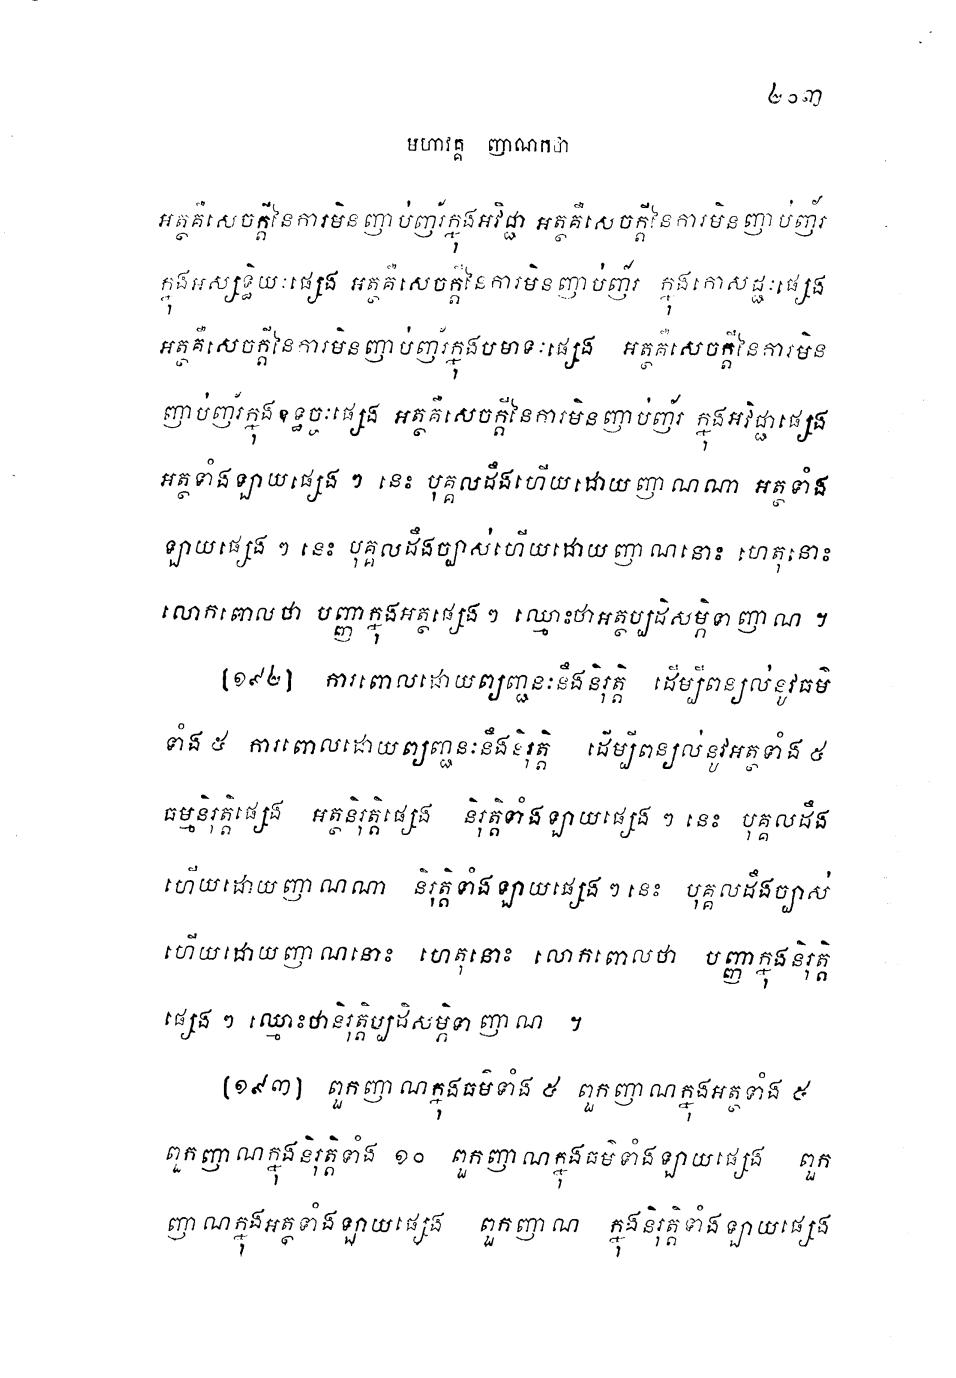 ២០៣
មហាវគ្គ ញាណកថា
អត្ថគឺសេចក្តីនៃការមិនញាប់ញ័រក្នុងអវិជ្ជា អត្ថគឺសេចក្តីនៃការមិនញាប់ញ័រ
ក្នុងអស្សទ្ធិយៈផ្សេង អត្ថគឺសេចក្តីនៃការមិនញាប់ញ័រ ក្នុងកោសជ្ជៈផ្សេង
អត្ថគឺសេចក្តីនៃការមិនញាប់ញ័រក្នុងបមាទៈផ្សេង អត្ថគឺសេចក្តីនៃការមិន
ញាប់ញ័រក្នុងឧទ្ធច្ចៈផ្សេង អត្ថគឺសេចក្តីនៃការមិនញាប់ញ័រ ក្នុងអវិជ្ជាផ្សេង
អត្ថទាំងឡាយផ្សេង ៗ នេះ បុគ្គលដឹងហើយដោយញាណណា អត្ថទាំង
ឡាយផ្សេង ៗ នេះ បុគ្គលដឹងច្បាស់ហើយដោយញាណនោះ ហេតុនោះ
លោកពោលថា បញ្ញាក្នុងអត្ថផ្សេង ៗ ឈ្មោះថាអត្ថប្បដិសម្ភិទាញាណ ។
(១៩២) ការពោលដោយព្យញ្ជនៈនឹងនិរុត្តិ ដើម្បីពន្យល់នូវធម៌
ទាំង ៥ ការពោលដោយព្យញ្ជនៈនឹងនិរុត្តិ ដើម្បីពន្យល់នូវអត្ថទាំង ៥
ធម្មនិរុត្តិផ្សេង អត្ថនិរុត្តិផ្សេង និរុត្តិទាំងឡាយផ្សេង ៗ នេះ បុគ្គលដឹង
ហើយដោយញាណណា និរុត្តិទាំងឡាយផ្សេង ៗ នេះ បុគ្គលដឹងច្បាស់
ហើយដោយញាណនោះ ហេតុនោះ លោកពោលថា បញ្ញាក្នុងនិរុត្តិ
ផ្សេង ៗ ឈ្មោះថានិរុត្តិប្បដិសម្ភិទាញាណ ។
(១៩៣) ពួកញាណក្នុងធម៌ទាំង ៥ ពួកញាណក្នុងអត្ថទាំង ៥
ពួកញាណក្នុងនិរុត្តិទាំង ១០ ពួកញាណក្នុងធម៌ទាំងឡាយផ្សេង ពួក
ញាណក្នុងអត្ថទាំងឡាយផ្សេង ពួកញាណ ក្នុងនិរុត្តិទាំងឡាយផ្សេង